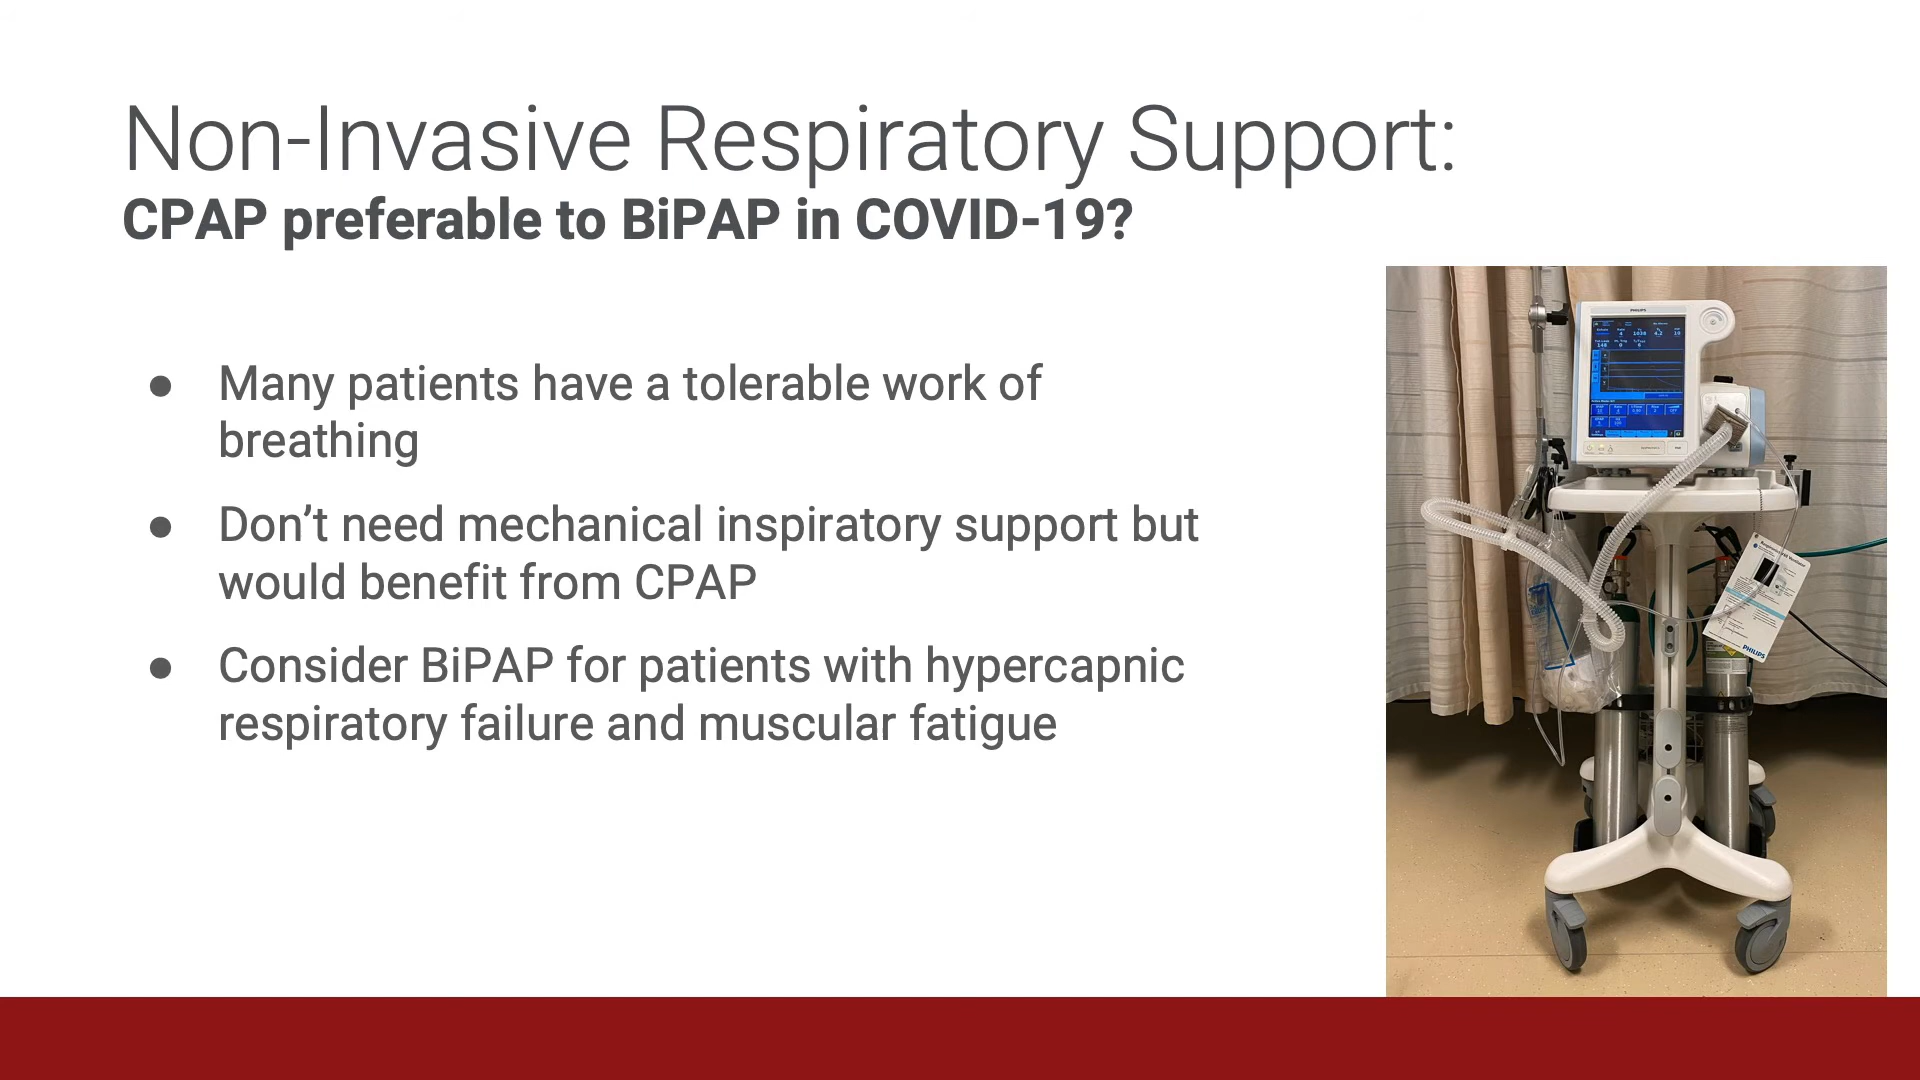 Non-Invasive Respiratory Support:
CPAP preferable to BiPAP in COVID-19?
● Many patients have a tolerable work of
breathing
● Don’t need mechanical inspiratory support but
would benefit from CPAP
● Consider BiPAP for patients with hypercapnic
respiratory failure and muscular fatigue
PHILIPS
PHILIPS